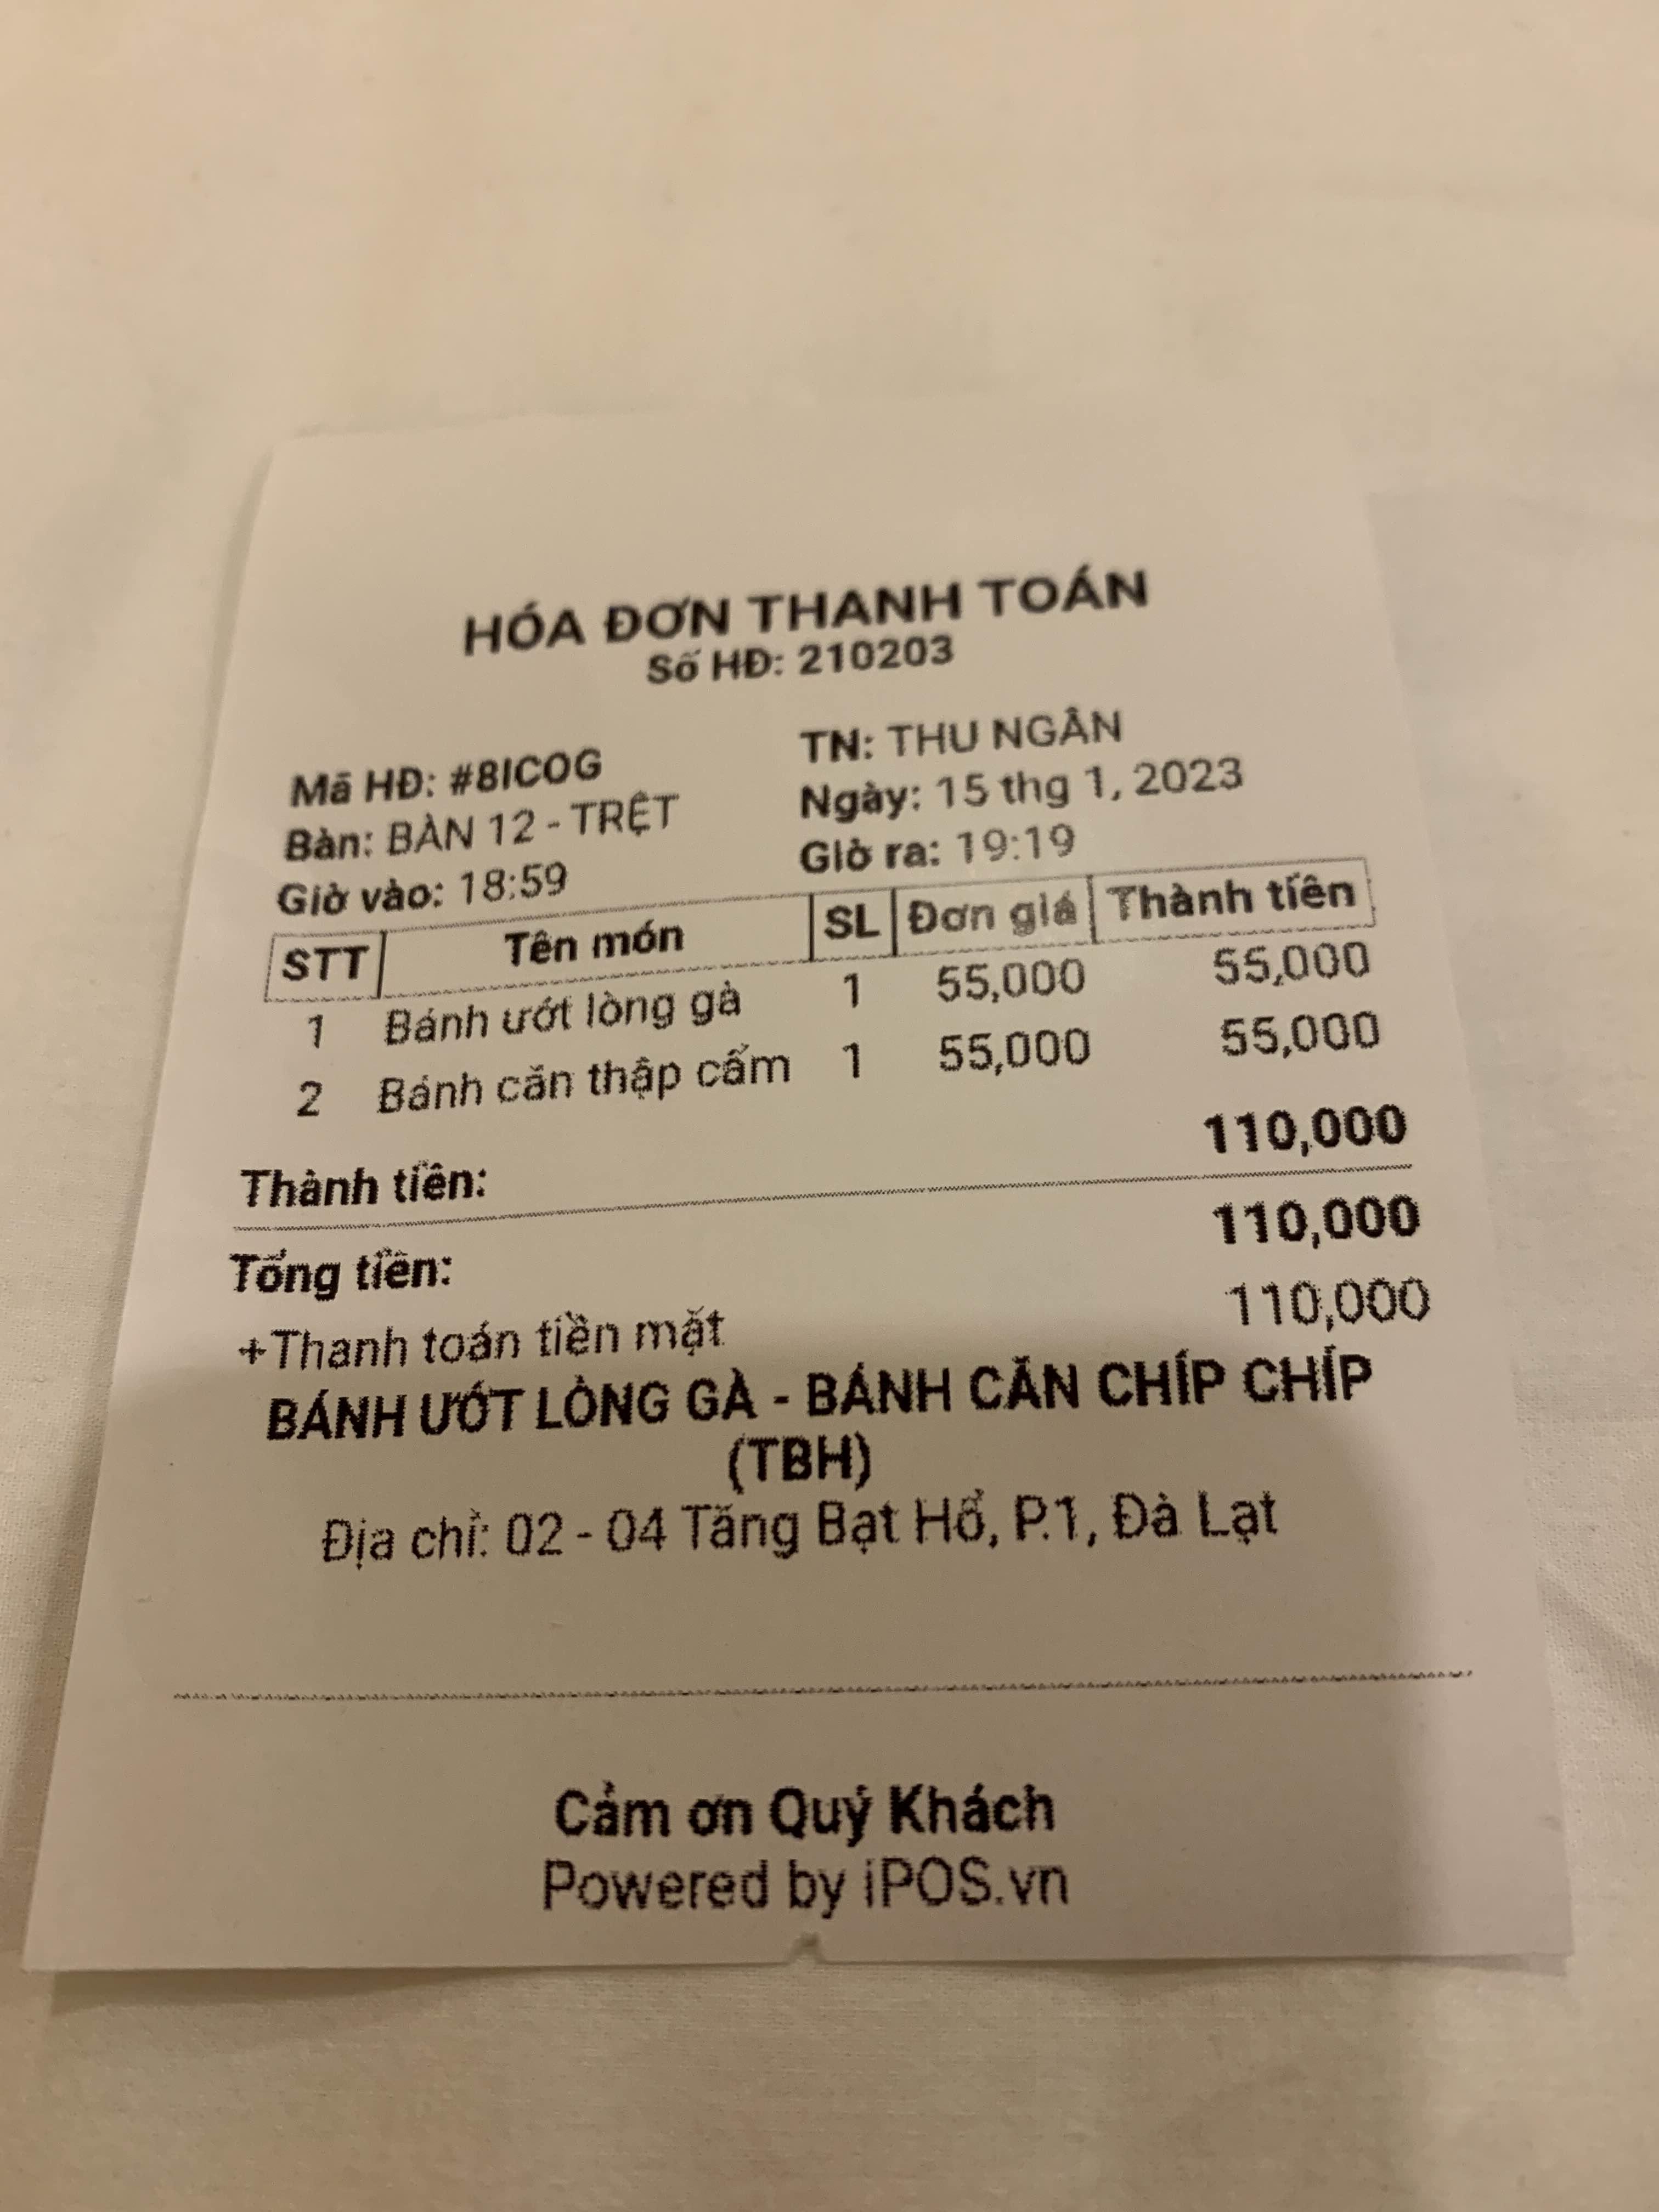 HÓA ĐƠN THANH TOÁN
Số HĐ: 210203
Mã HĐ: #8ICOG
TN: THU NGÂN
Bàn: BÀN 12 - TRỆT
Ngày: 15 thg 1, 2023
Giờ vào: 18:59
Giờ ra: 19:19
STT Tên món SL Đơn giá Thành tiền
1 Bánh ướt lòng gà 1 55,000 55,000
2 Bánh căn thập cẩm 1 55,000 55,000
Thành tiền: 110,000
Tổng tiền: 110,000
+Thanh toán tiền mặt 110,000
BÁNH ƯỚT LÒNG GÀ - BÁNH CĂN CHÍP CHÍP
(TBH)
Địa chỉ: 02 - 04 Tăng Bạt Hổ, P.1, Đà Lạt
Cảm ơn Quý Khách
Powered by iPOS.vn